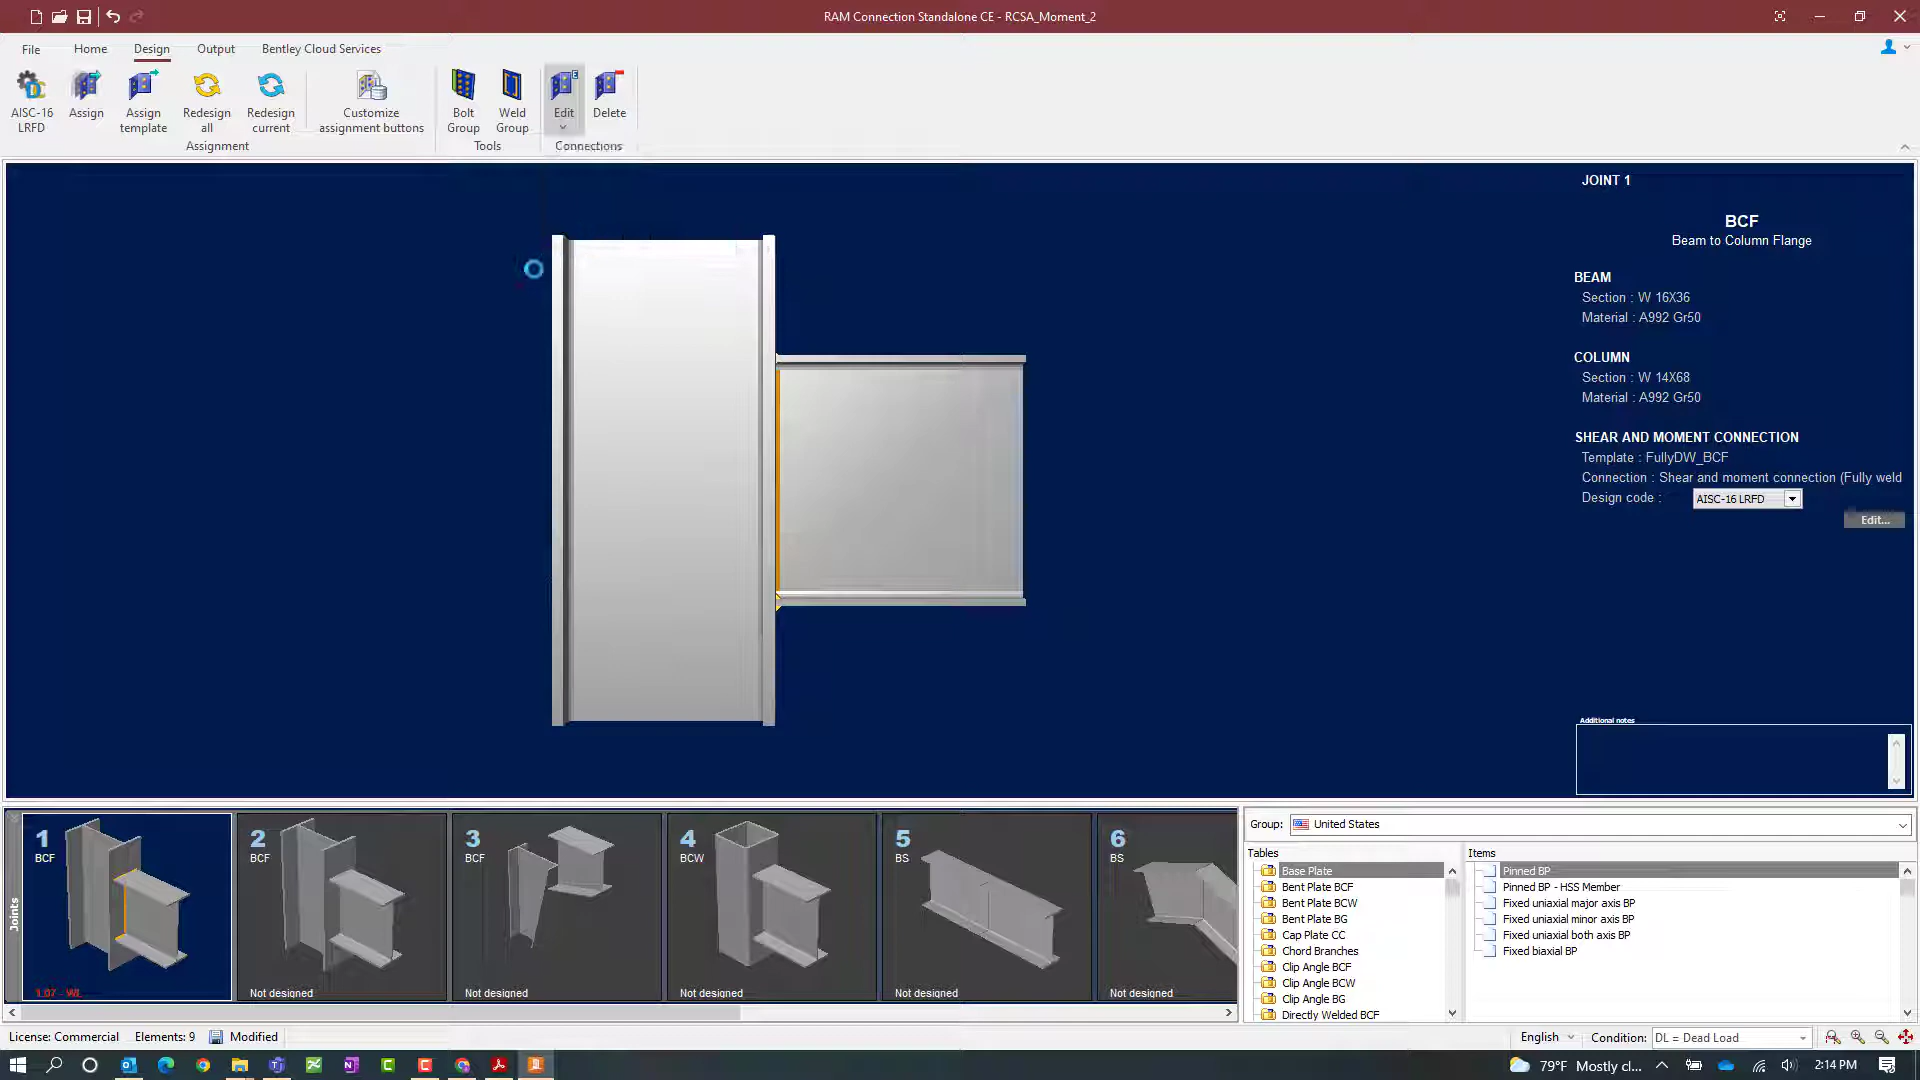 RAM Connection Standalone CE - RCSA_Moment_2
File
Home
Design
Output
Bentley Cloud Services
AISC-16
LRFD
Assign
Assign
template
Redesign
all
Redesign
current
Customize
assignment buttons
Bolt
Group
Weld
Group
Edit
Delete
Assignment
Tools
Connections
JOINT 1
BCF
Beam to Column Flange
BEAM
Section : W 16X36
Material : A992 Gr50
COLUMN
Section : W 14X68
Material : A992 Gr50
SHEAR AND MOMENT CONNECTION
Template : FullyDW_BCF
Connection : Shear and moment connection (Fully weld
Design code :
AISC-16 LRFD
Edit...
Additional notes
Joints
1
BCF
1.07 - WL
2
BCF
Not designed
3
BCF
Not designed
4
BCW
Not designed
5
BS
Not designed
6
BS
Not designed
Group:
United States
Tables
Base Plate
Bent Plate BCF
Bent Plate BCW
Bent Plate BG
Cap Plate CC
Chord Branches
Clip Angle BCF
Clip Angle BCW
Clip Angle BG
Directly Welded BCF
Items
Pinned BP
Pinned BP - HSS Member
Fixed uniaxial major axis BP
Fixed uniaxial minor axis BP
Fixed uniaxial both axis BP
Fixed biaxial BP
License: Commercial
Elements: 9
Modified
English
Condition:
DL = Dead Load
79°F Mostly cl...
2:14 PM